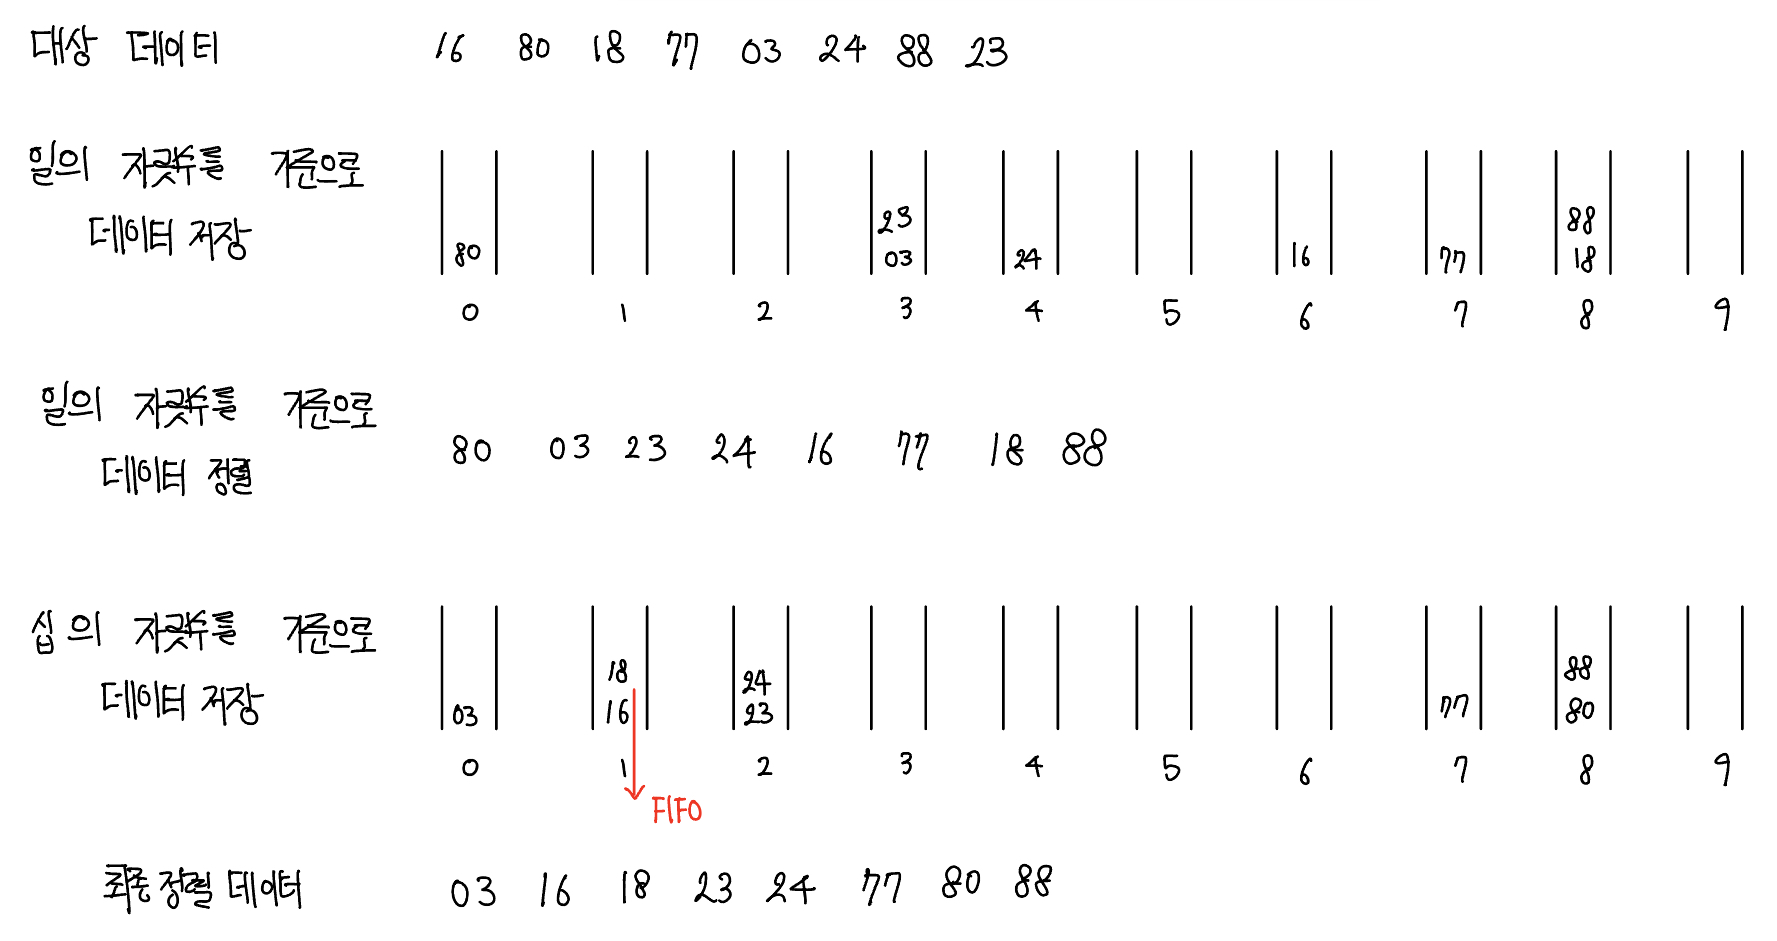 대상 데이터 16 80 18 77 03 24 88 23
일의 자릿수를 기준으로
23 88
데이터 저장 80 03 24 16 77 18
0 1 2 3 4 5 6 7 8 9
일의 자릿수를 기준으로
80 03 23 24 16 77 18 88
데이터 정렬
십의 자릿수를 기준으로
18 24 88
데이터 저장 03 16 23 77 80
0 1 2 3 4 5 6 7 8 9
FIFO
최종 정렬 데이터 03 16 18 23 24 77 80 88